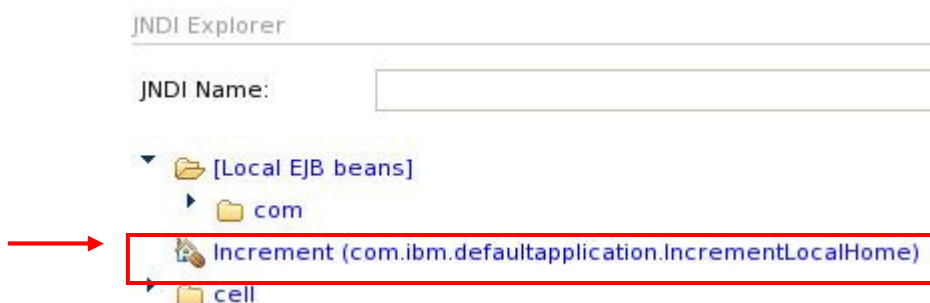 JNDI Explorer
JNDI Name:
[Local EJB beans]
com
Increment (com.ibm.defaultapplication.IncrementLocalHome)
cell